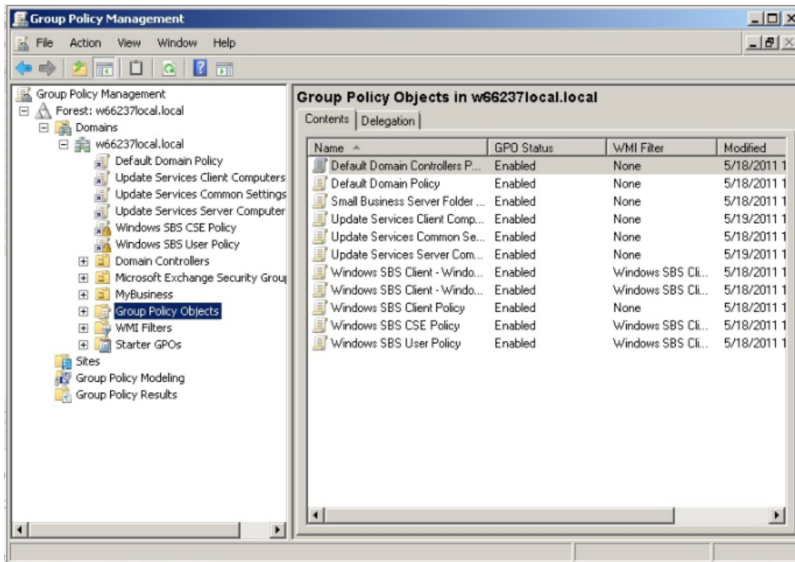 Group Policy Management
File Action View Window Help
Group Policy Management
Forest: w66237local.local
Domains
w66237local.local
Default Domain Policy
Update Services Client Computers
Update Services Common Settings
Update Services Server Computer
Windows SBS CSE Policy
Windows SBS User Policy
Domain Controllers
Microsoft Exchange Security Grou
MyBusiness
Group Policy Objects
WMI Filters
Starter GPOs
Sites
Group Policy Modeling
Group Policy Results
Group Policy Objects in w66237local.local
Contents Delegation
Name GPO Status WMI Filter Modified
Default Domain Controllers P... Enabled None 5/18/2011 1
Default Domain Policy Enabled None 5/18/2011 1
Small Business Server Folder ... Enabled None 5/18/2011 1
Update Services Client Comp... Enabled None 5/19/2011 1
Update Services Common Se... Enabled None 5/18/2011 1
Update Services Server Com... Enabled None 5/19/2011 1
Windows SBS Client - Windo... Enabled Windows SBS Cli... 5/18/2011 1
Windows SBS Client - Windo... Enabled Windows SBS Cli... 5/18/2011 1
Windows SBS Client Policy Enabled None 5/18/2011 1
Windows SBS CSE Policy Enabled Windows SBS Cli... 5/18/2011 1
Windows SBS User Policy Enabled Windows SBS Cli... 5/18/2011 1